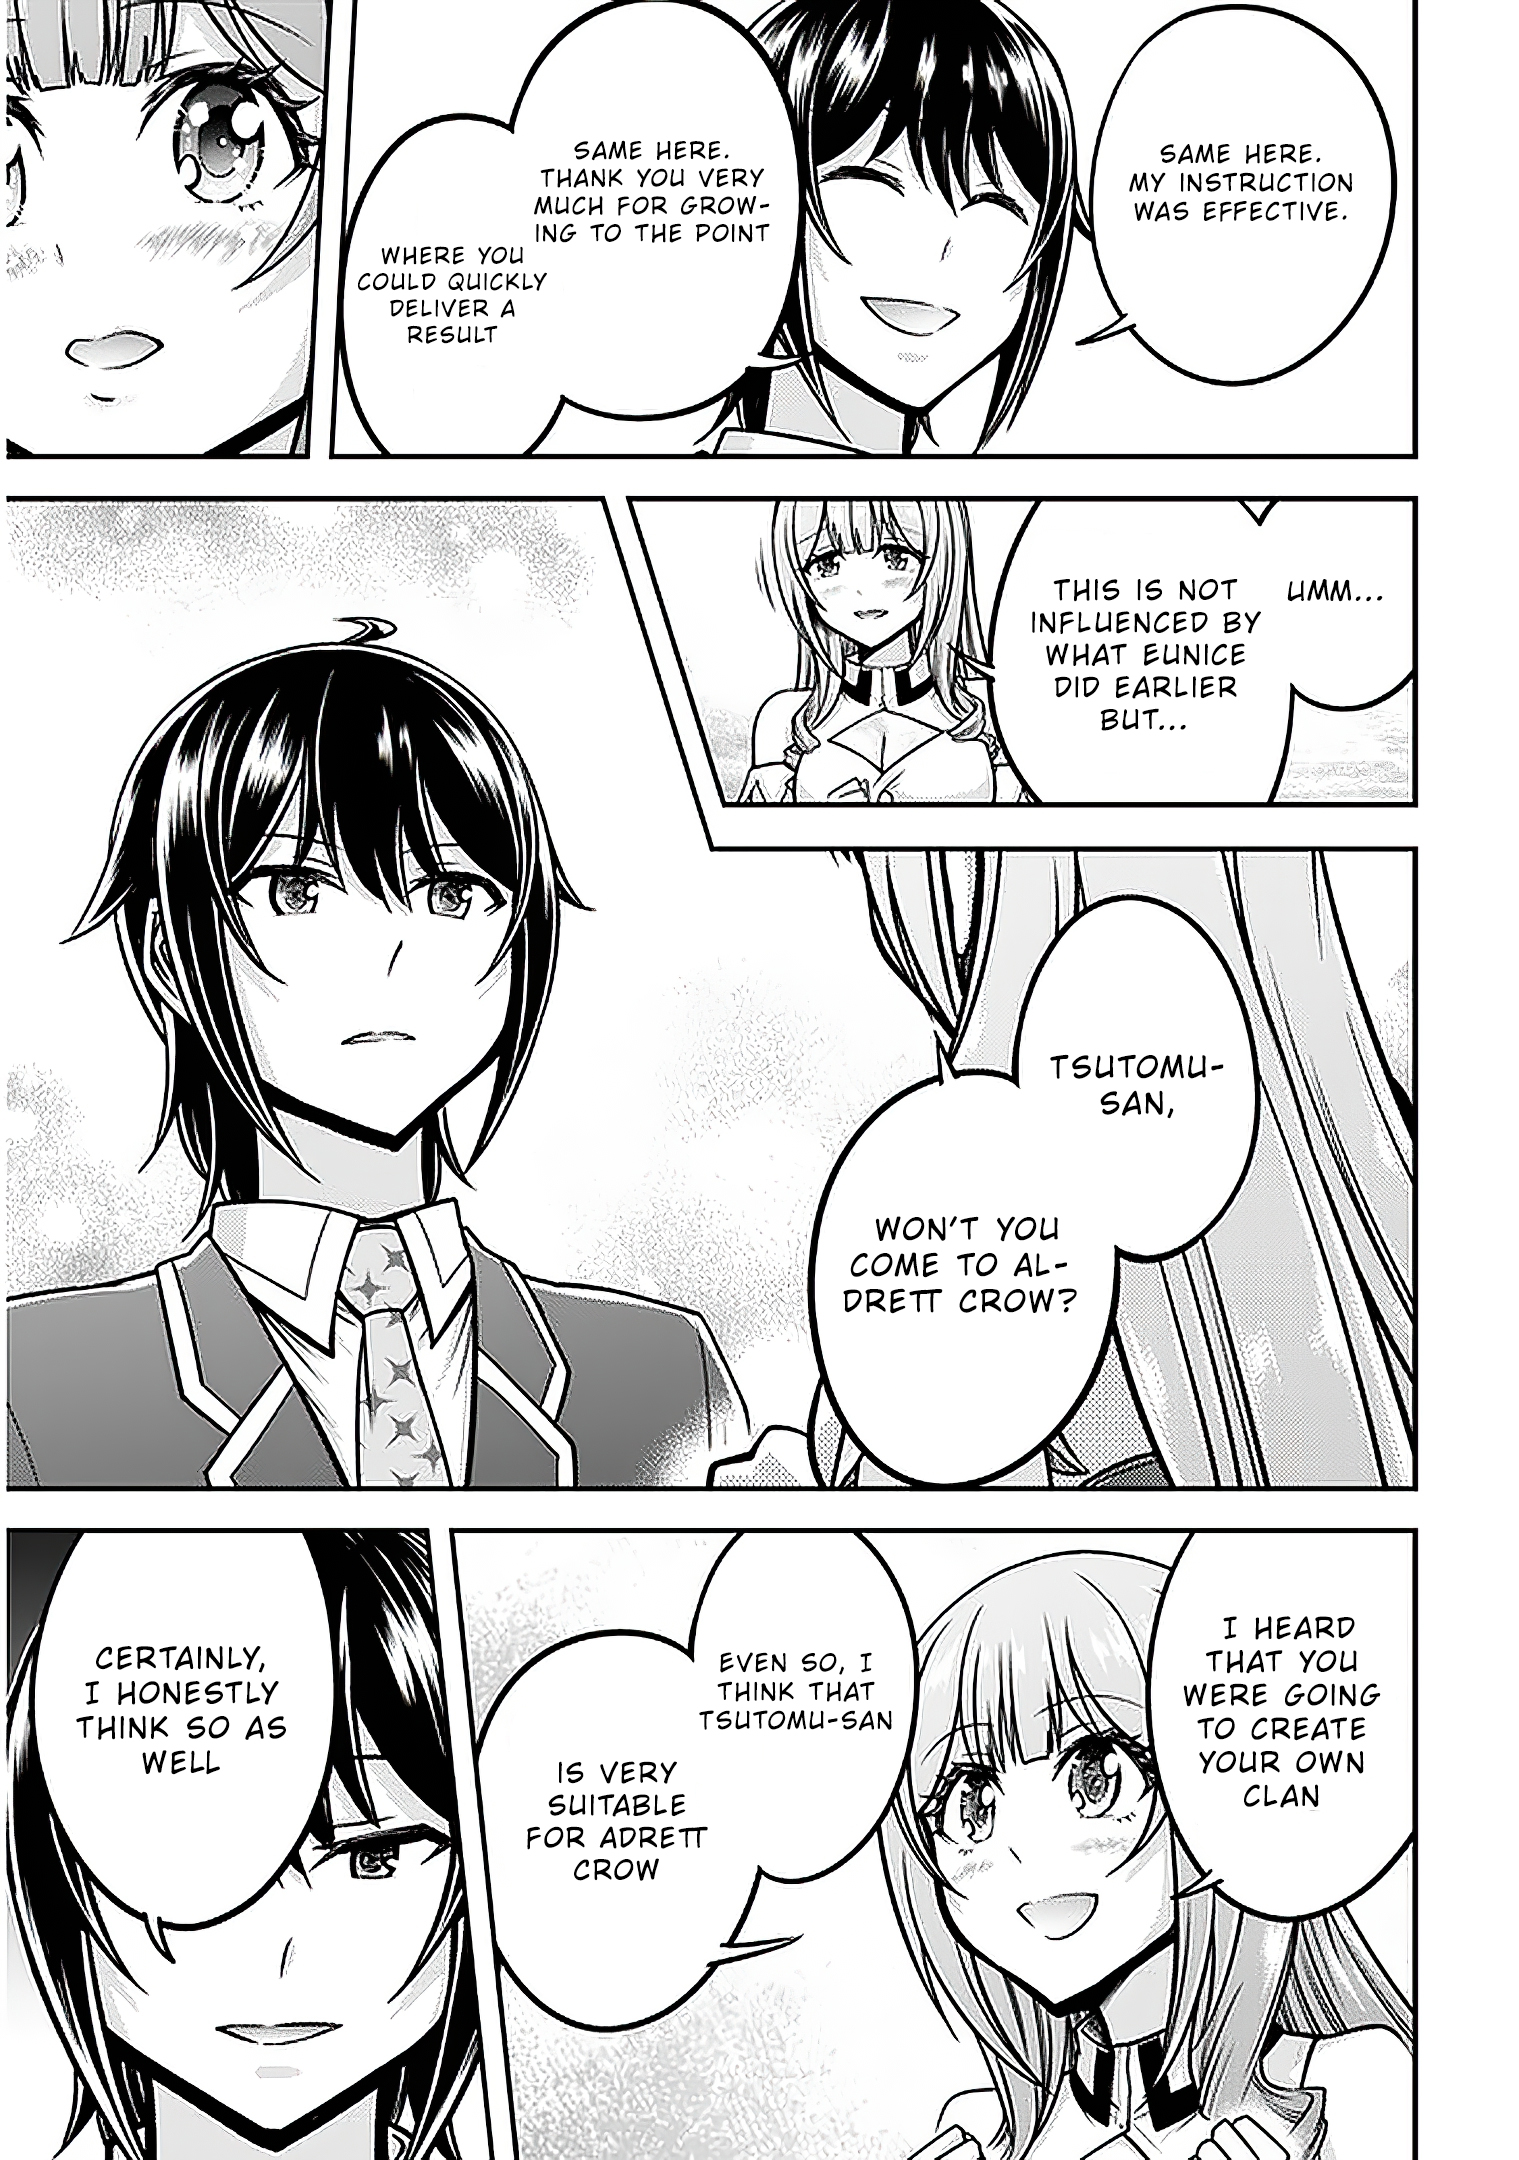 SAME HERE.
MY INSTRUCTION
WAS EFFECTIVE.
SAME HERE.
THANK YOU VERY
MUCH FOR GROW-
ING TO THE POINT
WHERE YOU
COULD QUICKLY
DELIVER A
RESULT
UMM...
THIS IS NOT
INFLUENCED BY
WHAT EUNICE
DID EARLIER
BUT...
TSUTOMU-
SAN,
WON'T YOU
COME TO AL-
DRETT CROW?
I HEARD
THAT YOU
WERE GOING
TO CREATE
YOUR OWN
CLAN
EVEN SO, I
THINK THAT
TSUTOMU-SAN
IS VERY
SUITABLE
FOR ADRETT
CROW
CERTAINLY,
I HONESTLY
THINK SO AS
WELL